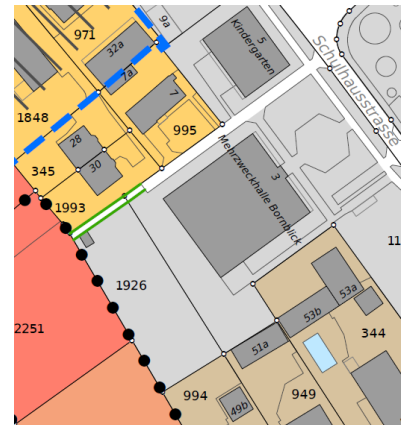 9a
971
32a
5
Kindergarten
7a
7
Schulhausstrasse
1848
28
995
30
345
Mehrzweckhalle Bornblick
3
1993
11
1926
53a
2251
53b
344
51a
994
949
49b